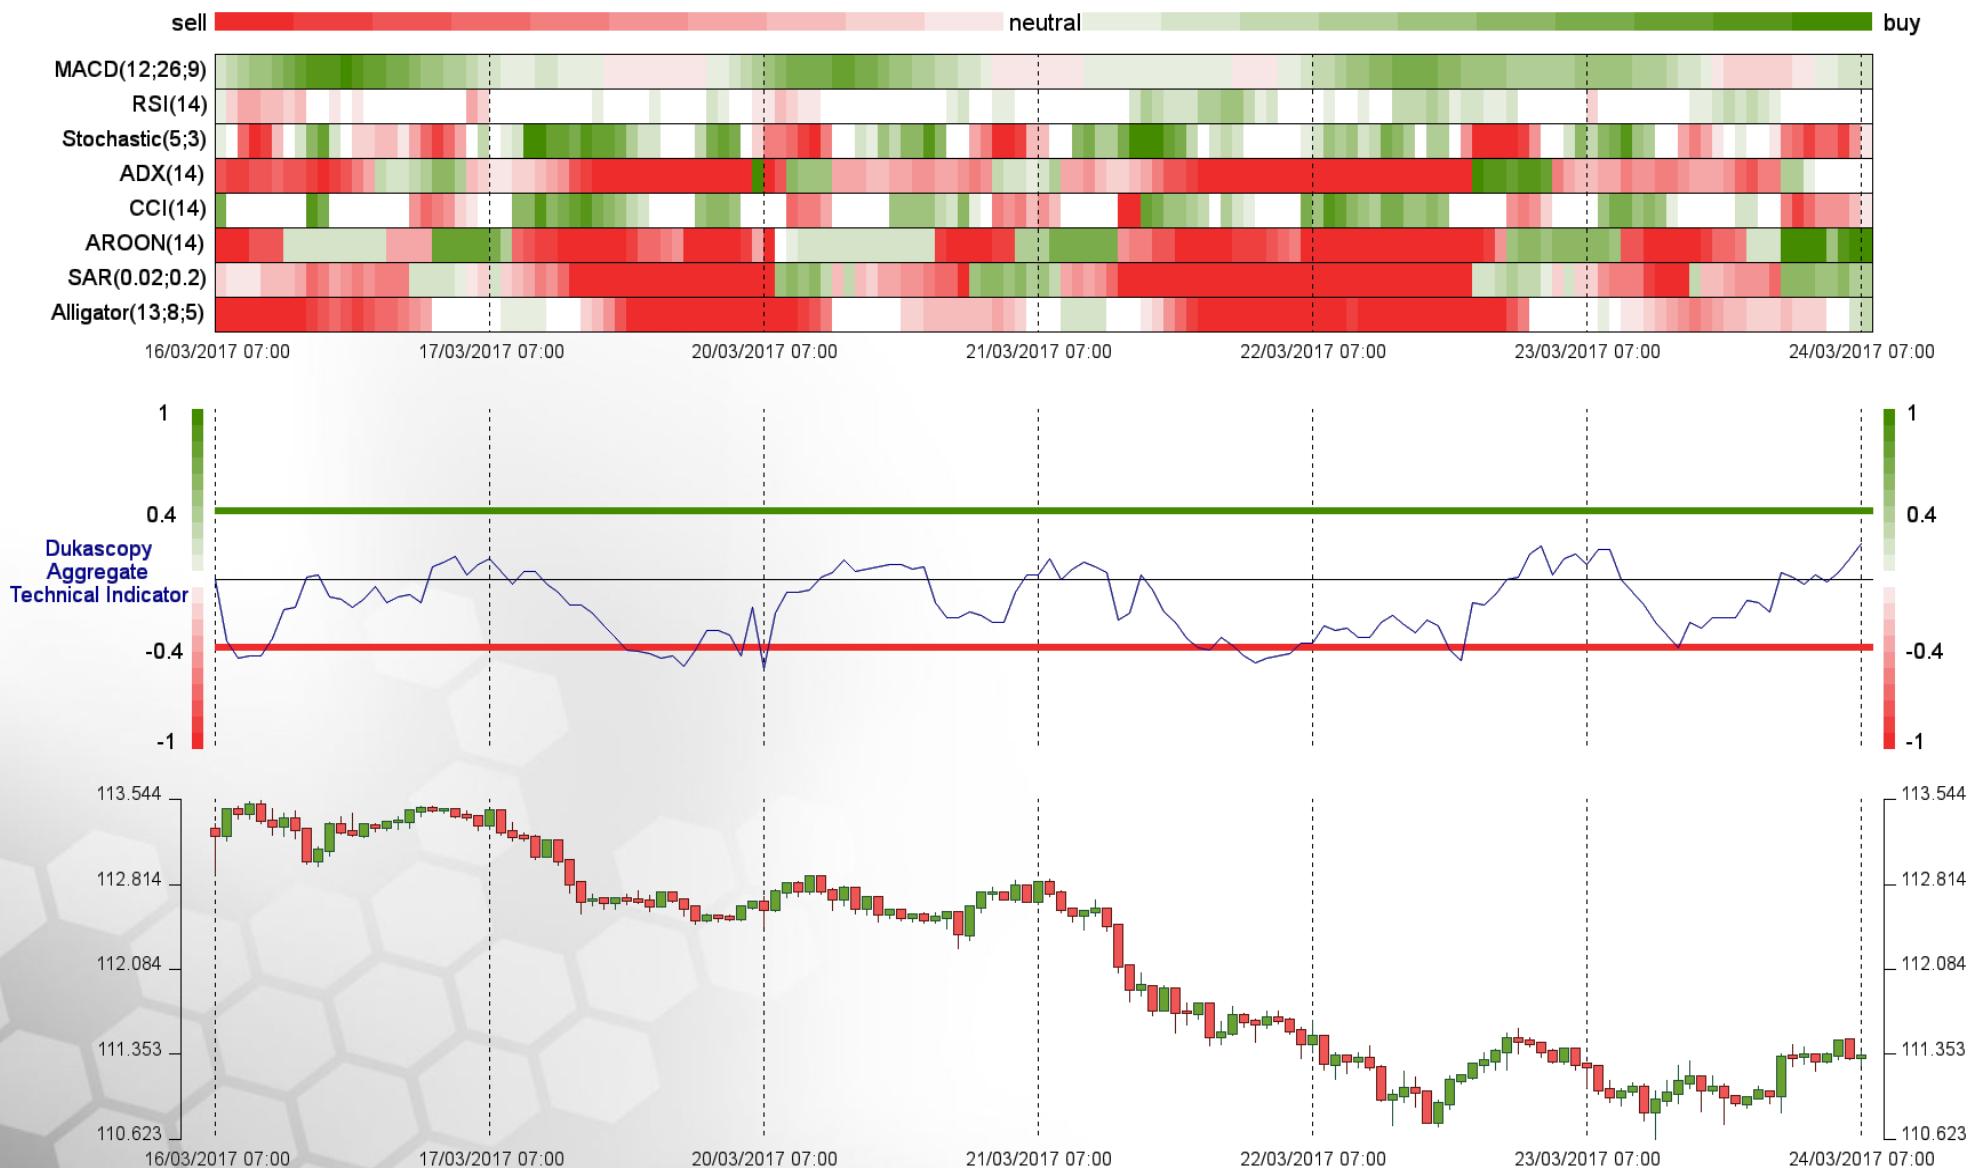 sell neutral buy
MACD(12;26;9)
RSI(14)
Stochastic(5;3)
ADX(14)
CCI(14)
AROON(14)
SAR(0.02;0.2)
Alligator(13;8;5)
16/03/2017 07:00 17/03/2017 07:00 20/03/2017 07:00 21/03/2017 07:00 22/03/2017 07:00 23/03/2017 07:00 24/03/2017 07:00
1 1
0.4 0.4
Dukascopy
Aggregate
Technical Indicator
-0.4 -0.4
-1 -1
113.544 113.544
112.814 112.814
112.084 112.084
111.353 111.353
110.623 110.623
16/03/2017 07:00 17/03/2017 07:00 20/03/2017 07:00 21/03/2017 07:00 22/03/2017 07:00 23/03/2017 07:00 24/03/2017 07:00